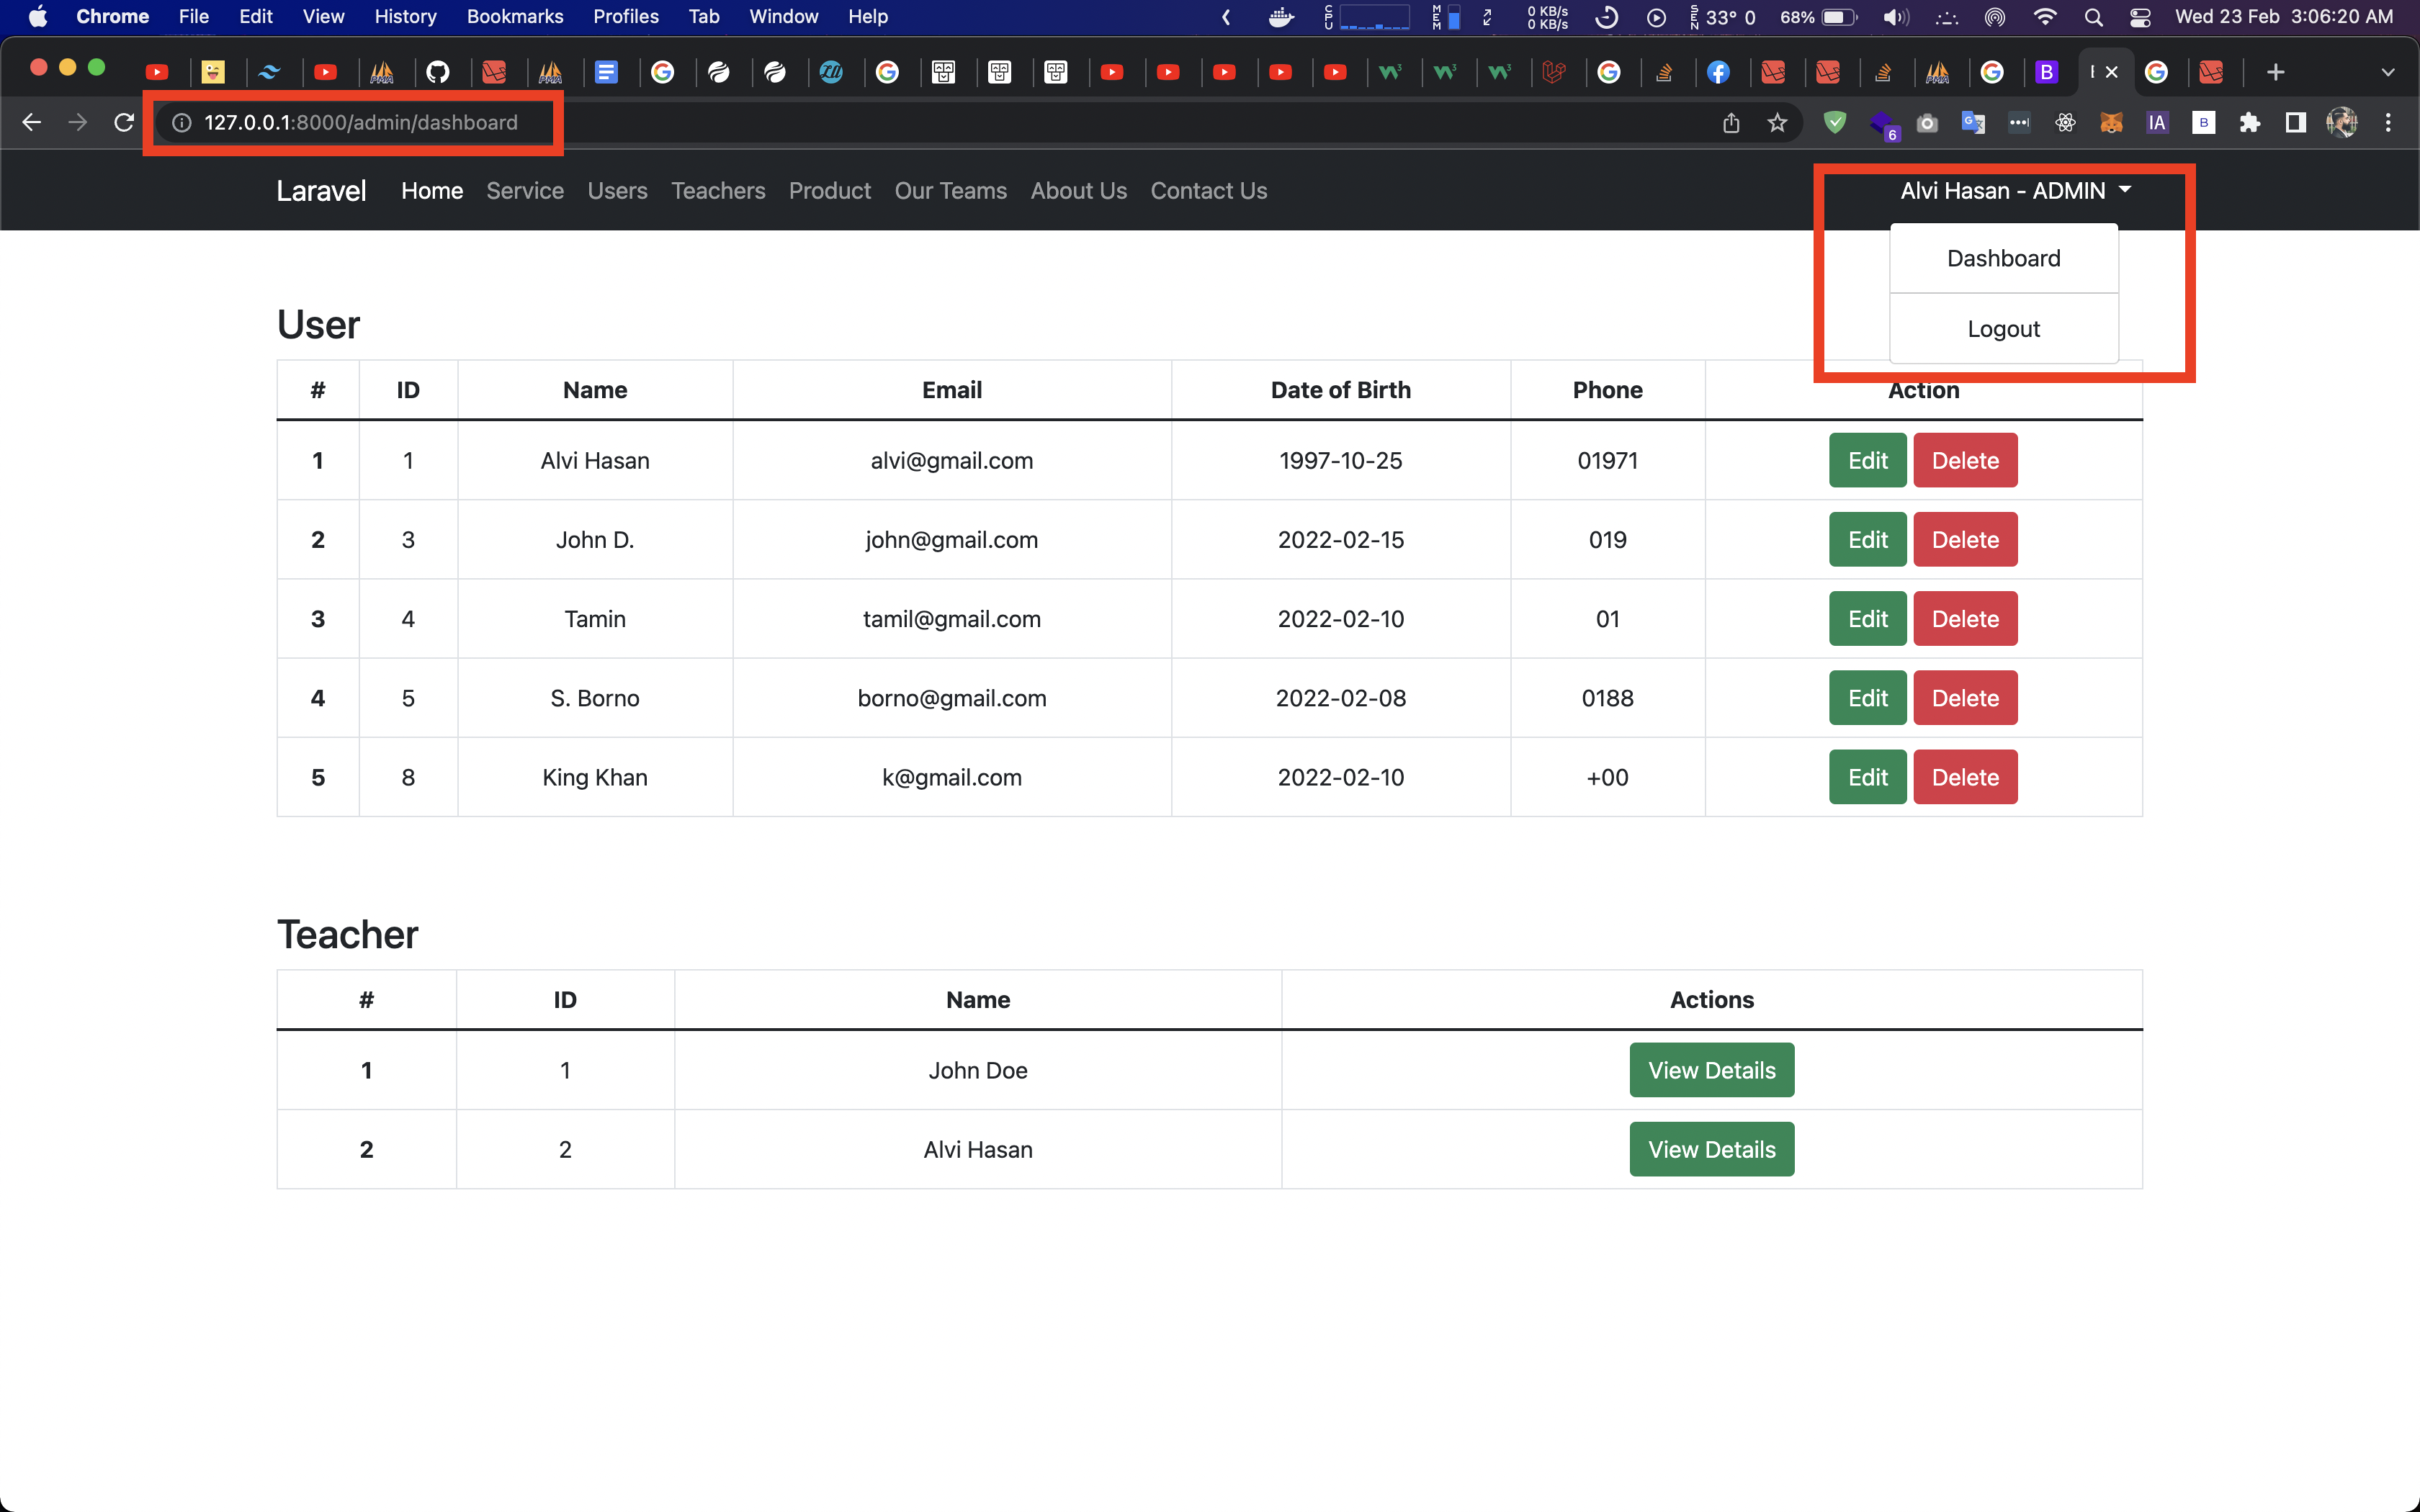 Chrome File Edit View History Bookmarks Profiles Tab Window Help CPU MEM 0 KB/s 0 KB/s SEN 33° 0 68% Wed 23 Feb 3:06:20 AM
127.0.0.1:8000/admin/dashboard 6 IA B
Laravel Home Service Users Teachers Product Our Teams About Us Contact Us Alvi Hasan - ADMIN
Dashboard
Logout
User
# ID Name Email Date of Birth Phone Action
1 1 Alvi Hasan alvi@gmail.com 1997-10-25 01971 Edit Delete
2 3 John D. john@gmail.com 2022-02-15 019 Edit Delete
3 4 Tamin tamil@gmail.com 2022-02-10 01 Edit Delete
4 5 S. Borno borno@gmail.com 2022-02-08 0188 Edit Delete
5 8 King Khan k@gmail.com 2022-02-10 +00 Edit Delete
Teacher
# ID Name Actions
1 1 John Doe View Details
2 2 Alvi Hasan View Details